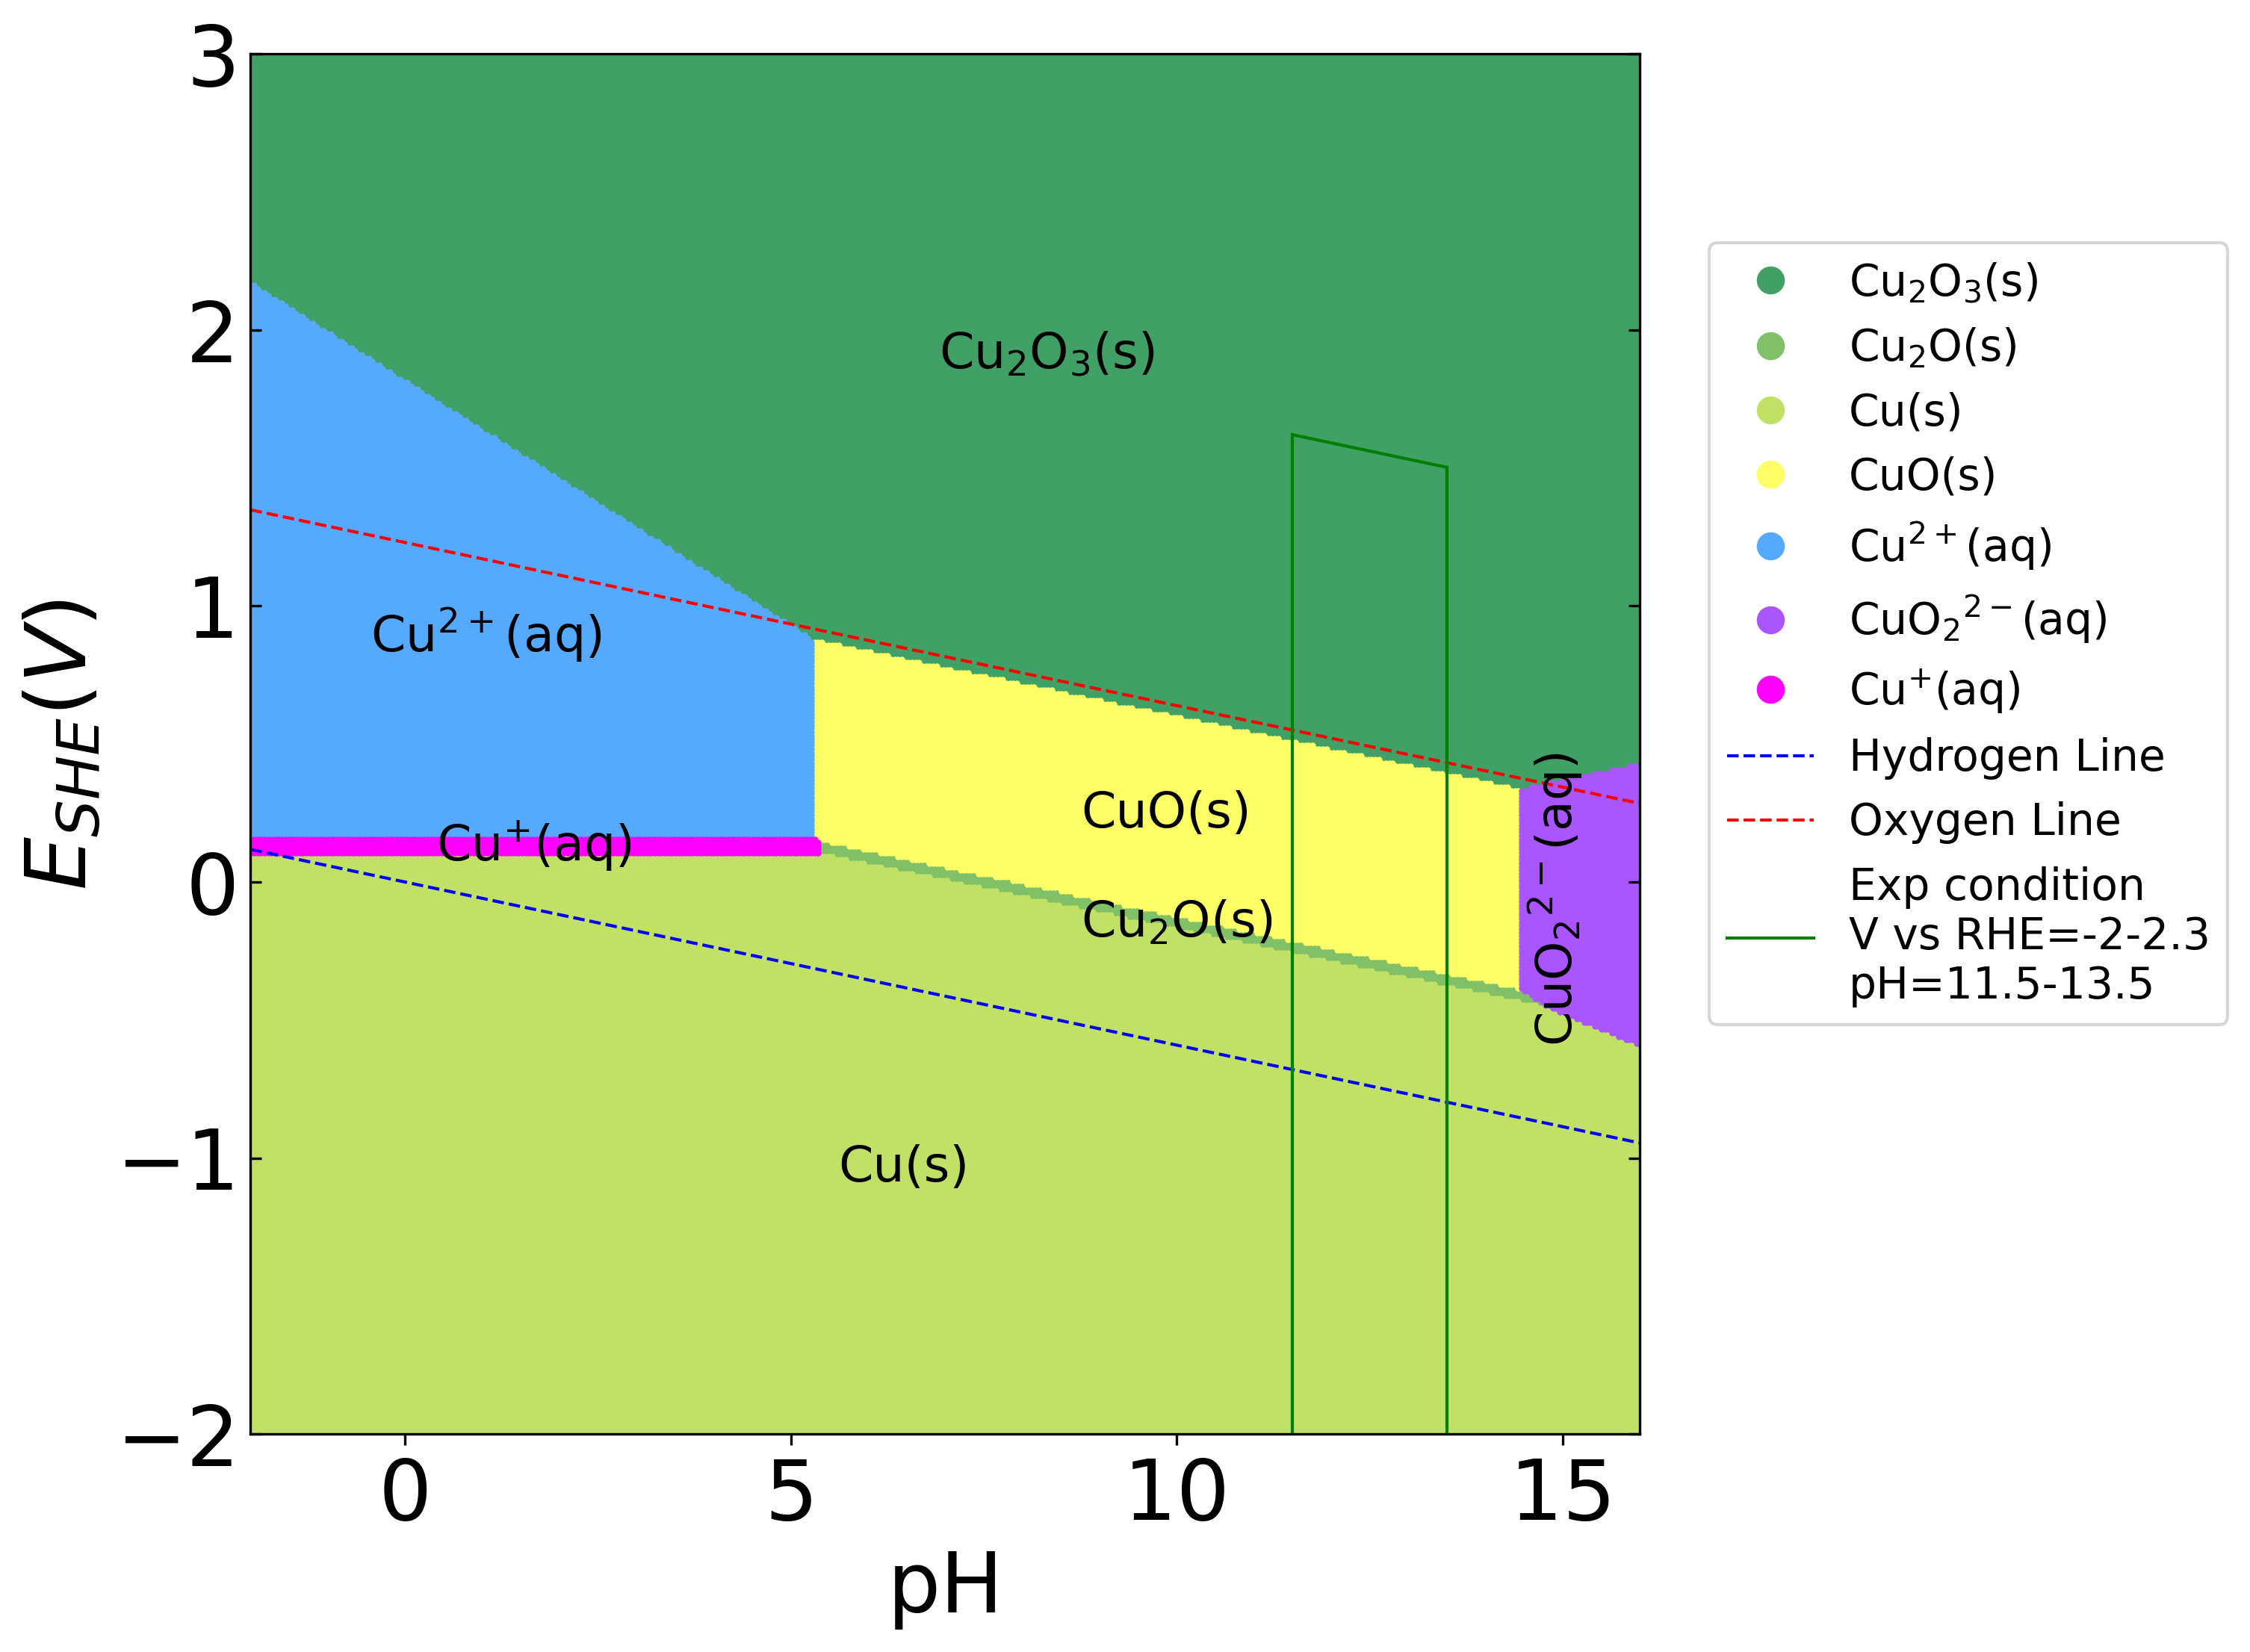 3
2
1
0
−1
−2
E_SHE(V)
0 5 10 15
pH
Cu₂O₃(s)
Cu²⁺(aq)
Cu⁺(aq)
CuO(s)
Cu₂O(s)
CuO₂²⁻(aq)
Cu(s)
Cu₂O₃(s)
Cu₂O(s)
Cu(s)
CuO(s)
Cu²⁺(aq)
CuO₂²⁻(aq)
Cu⁺(aq)
Hydrogen Line
Oxygen Line
Exp condition
V vs RHE=-2-2.3
pH=11.5-13.5